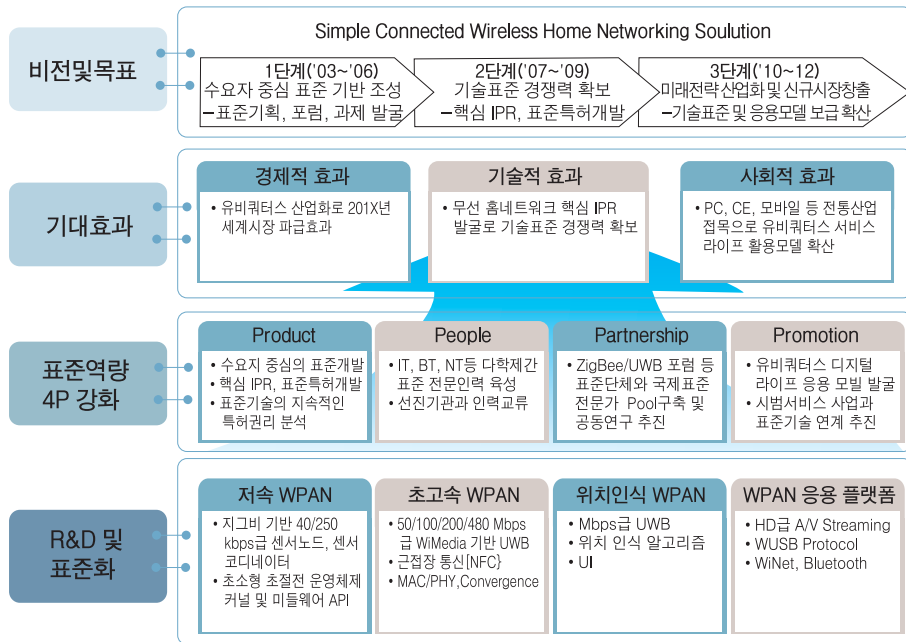 비전및목표
Simple Connected Wireless Home Networking Soulution
1단계('03~'06)
수요자 중심 표준 기반 조성
–표준기획, 포럼, 과제 발굴
2단계('07~'09)
기술표준 경쟁력 확보
–핵심 IPR, 표준특허개발
3단계('10~12)
미래전략 산업화 및 신규시장창출
–기술표준 및 응용모델 보급 확산
기대효과
경제적 효과
• 유비쿼터스 산업화로 201X년
세계시장 파급효과
기술적 효과
• 무선 홈네트워크 핵심 IPR
발굴로 기술표준 경쟁력 확보
사회적 효과
• PC, CE, 모바일 등 전통산업
접목으로 유비쿼터스 서비스
라이프 활용모델 확산
표준역량
4P 강화
Product
• 수요지 중심의 표준개발
• 핵심 IPR, 표준특허개발
• 표준기술의 지속적인
특허권리 분석
People
• IT, BT, NT등 다학제간
표준 전문인력 육성
• 선진기관과 인력교류
Partnership
• ZigBee/UWB 포럼 등
표준단체와 국제표준
전문가 Pool구축 및
공동연구 추진
Promotion
• 유비쿼터스 디지털
라이프 응용 모빌 발굴
• 시범서비스 사업과
표준기술 연계 추진
R&D 및
표준화
저속 WPAN
• 지그비 기반 40/250
kbps급 센서노드, 센서
코디네이터
• 초소형 초절전 운영체제
커널 및 미들웨어 API
초고속 WPAN
• 50/100/200/480 Mbps
급 WiMedia 기반 UWB
• 근접장 통신[NFC}
• MAC/PHY,Convergence
위치인식 WPAN
• Mbps급 UWB
• 위치 인식 알고리즘
• UI
WPAN 응용 플랫폼
• HD급 A/V Streaming
• WUSB Protocol
• WiNet, Bluetooth